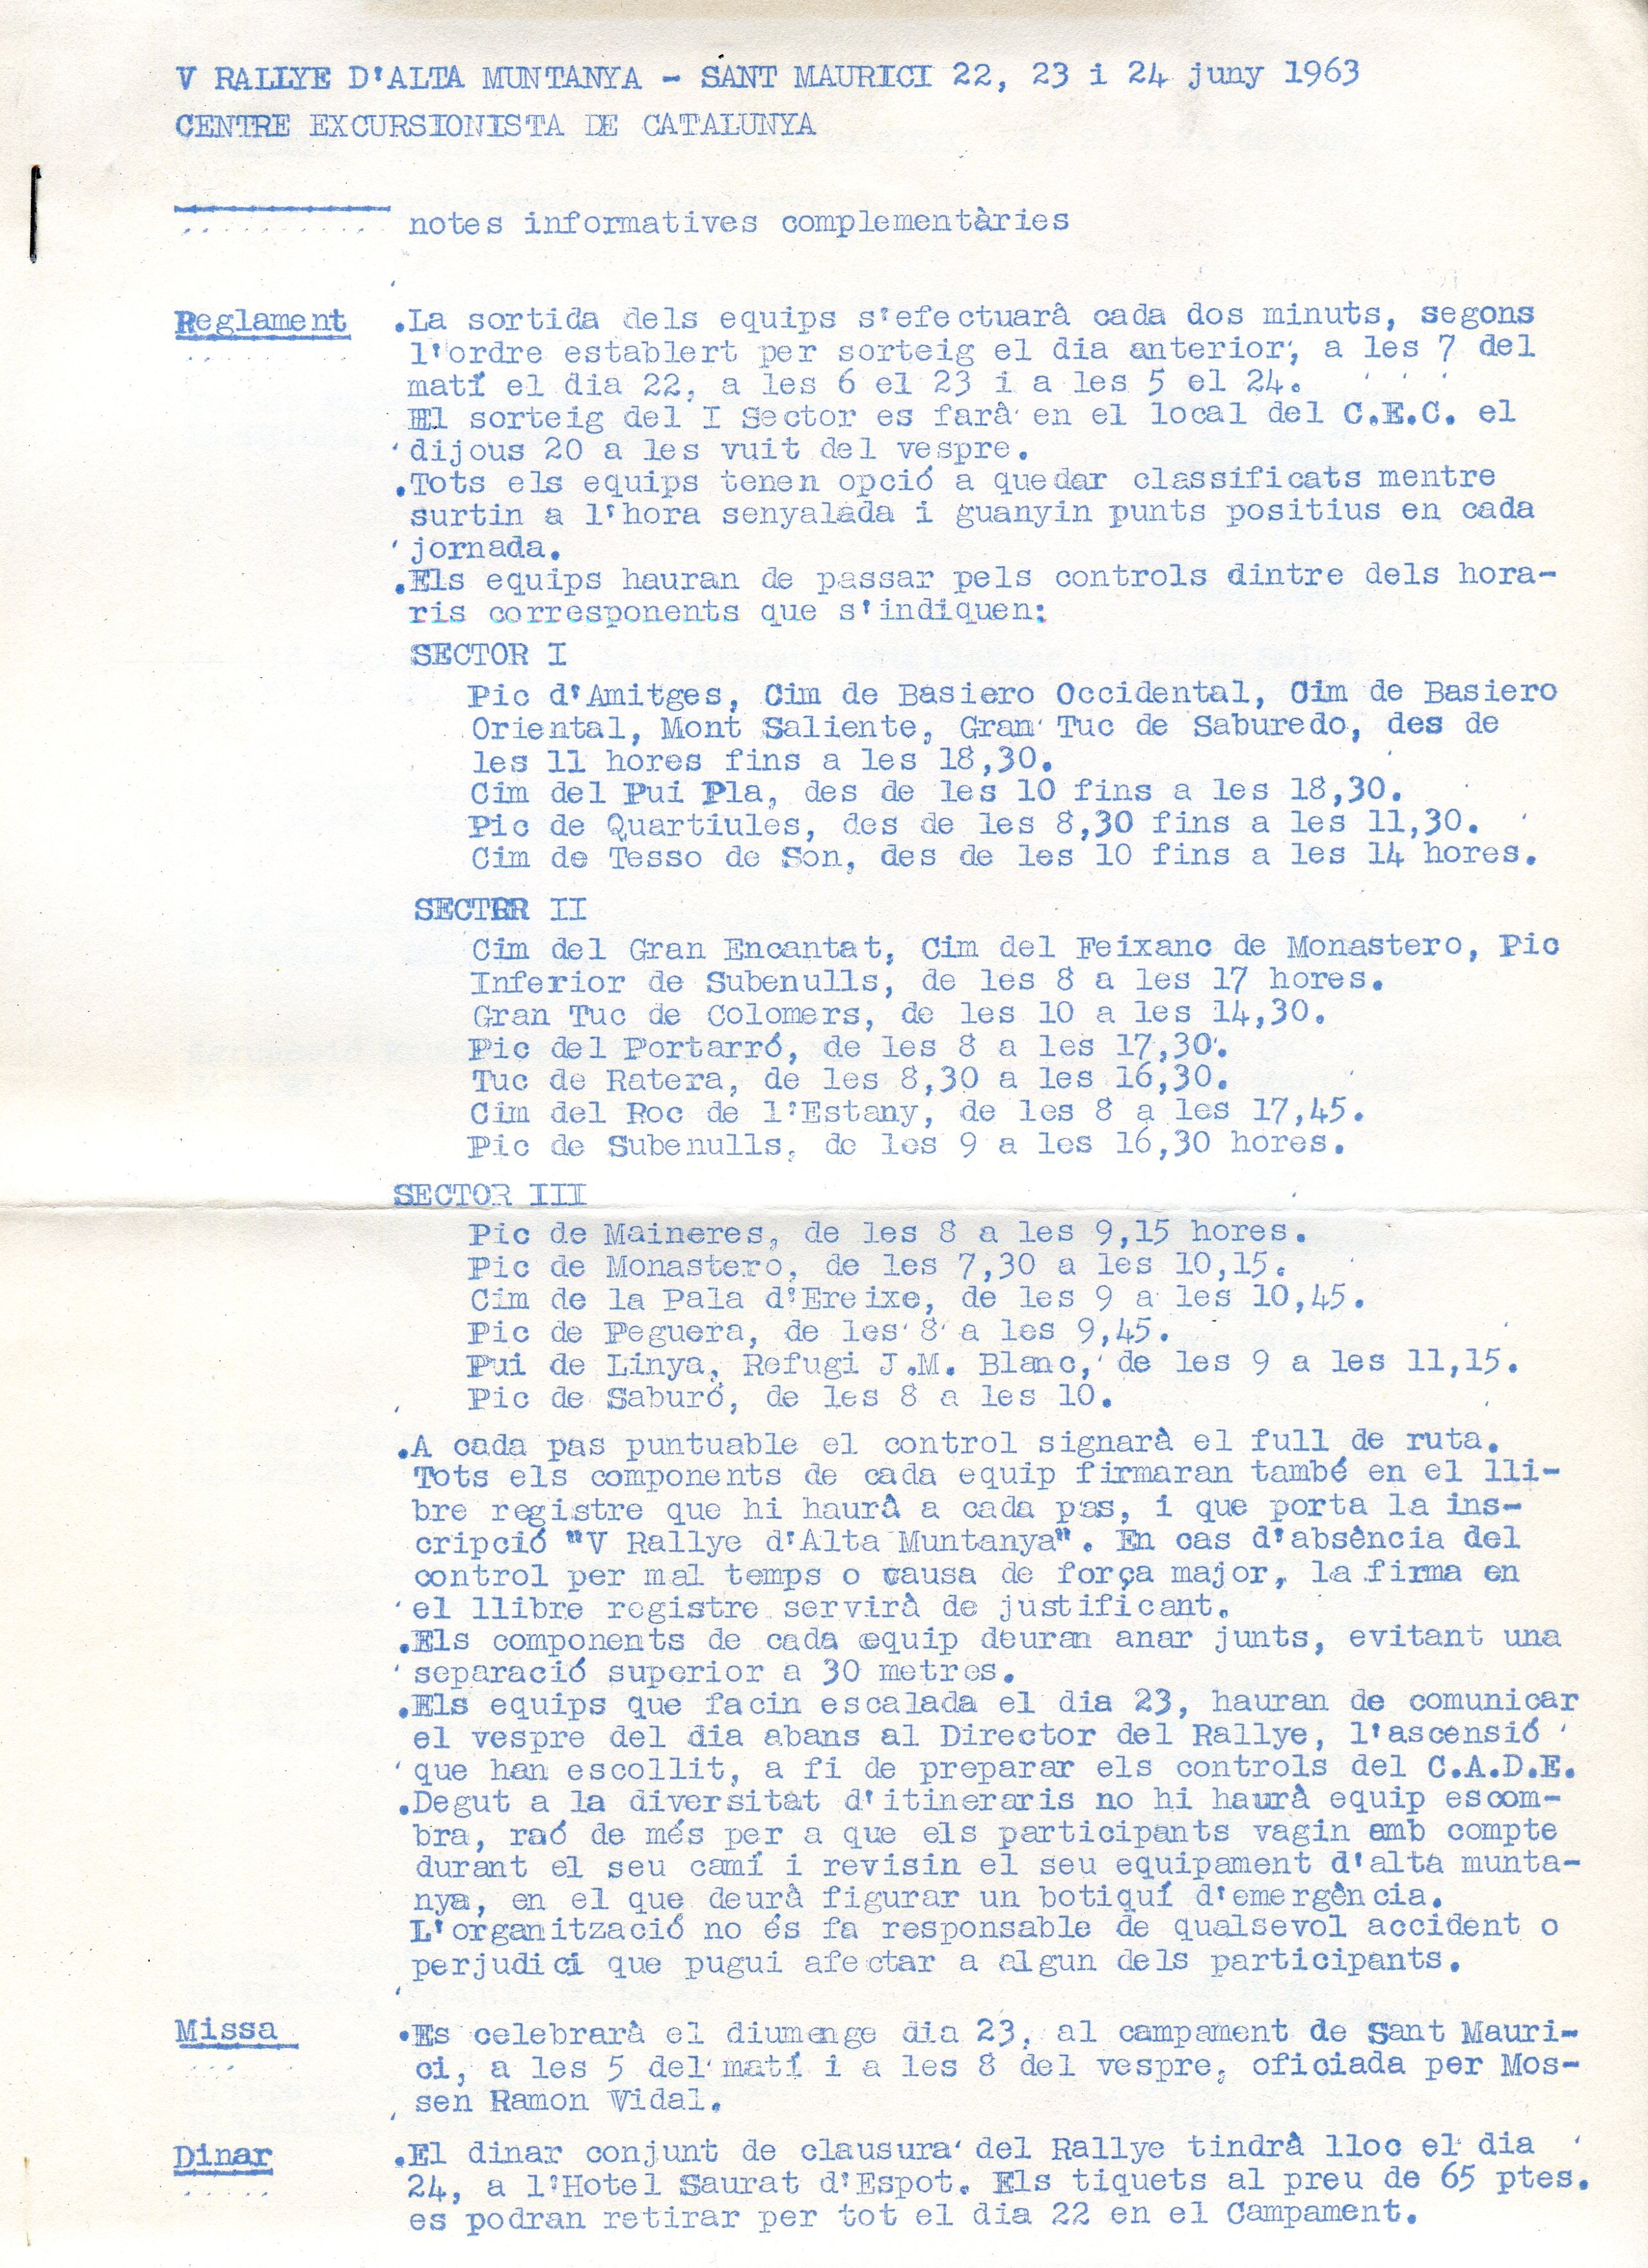 V RALLYE D'ALTA MUNTANYA - SANT MAURICI 22, 23 i 24 juny 1963
CENTRE EXCURSIONISTA DE CATALUNYA
notes informatives complementàries
Reglament .La sortida dels equips s'efectuarà cada dos minuts, segons
l'ordre establert per sorteig el dia anterior, a les 7 del
matí el dia 22, a les 6 el 23 i a les 5 el 24.
El sorteig del I Sector es farà en el local del C.E.C. el
dijous 20 a les vuit del vespre.
.Tots els equips tenen opció a quedar classificats mentre
surtin a l'hora senyalada i guanyin punts positius en cada
jornada.
.Els equips hauran de passar pels controls dintre dels hora-
ris corresponents que s'indiquen:
SECTOR I
Pic d'Amitges, Cim de Basiero Occidental, Cim de Basiero
Oriental, Mont Saliente, Gran Tuc de Saburedo, des de
les 11 hores fins a les 18,30.
Cim del Pui Pla, des de les 10 fins a les 18,30.
Pic de Quartiules, des de les 8,30 fins a les 11,30.
Cim de Tesso de Son, des de les 10 fins a les 14 hores.
SECTOR II
Cim del Gran Encantat, Cim del Feixanc de Monastero, Pic
Inferior de Subenulls, de les 8 a les 17 hores.
Gran Tuc de Colomers, de les 10 a les 14,30.
Pic del Portarró, de les 8 a les 17,30.
Tuc de Ratera, de les 8,30 a les 16,30.
Cim del Roc de l'Estany, de les 8 a les 17,45.
Pic de Subenulls, de les 9 a les 16,30 hores.
SECTOR III
Pic de Maineres, de les 8 a les 9,15 hores.
Pic de Monastero, de les 7,30 a les 10,15.
Cim de la Pala d'Ereixe, de les 9 a les 10,45.
Pic de Peguera, de les 8 a les 9,45.
Pui de Linya, Refugi J.M. Blanc, de les 9 a les 11,15.
Pic de Saburó, de les 8 a les 10.
.A cada pas puntuable el control signarà el full de ruta.
Tots els components de cada equip firmaran també en el lli-
bre registre que hi haurà a cada pas, i que porta la ins-
cripció "V Rallye d'Alta Muntanya". En cas d'absència del
control per mal temps o causa de força major, la firma en
el llibre registre servirà de justificant.
.Els components de cada equip deuran anar junts, evitant una
separació superior a 30 metres.
.Els equips que facin escalada el dia 23, hauran de comunicar
el vespre del dia abans al Director del Rallye, l'ascensió
que han escollit, a fi de preparar els controls del C.A.D.E.
.Degut a la diversitat d'itineraris no hi haurà equip escom-
bra, raó de més per a que els participants vagin amb compte
durant el seu camí i revisin el seu equipament d'alta munta-
nya, en el que deurà figurar un botiquí d'emergència.
L'organització no és fa responsable de qualsevol accident o
perjudici que pugui afectar a algun dels participants.
Missa .Es celebrarà el diumenge dia 23, al campament de Sant Mauri-
ci, a les 5 del matí i a les 8 del vespre, oficiada per Mos-
sen Ramon Vidal.
Dinar .El dinar conjunt de clausura del Rallye tindrà lloc el dia
24, a l'Hotel Saurat d'Espot. Els tiquets al preu de 65 ptes.
es podran retirar per tot el dia 22 en el Campament.